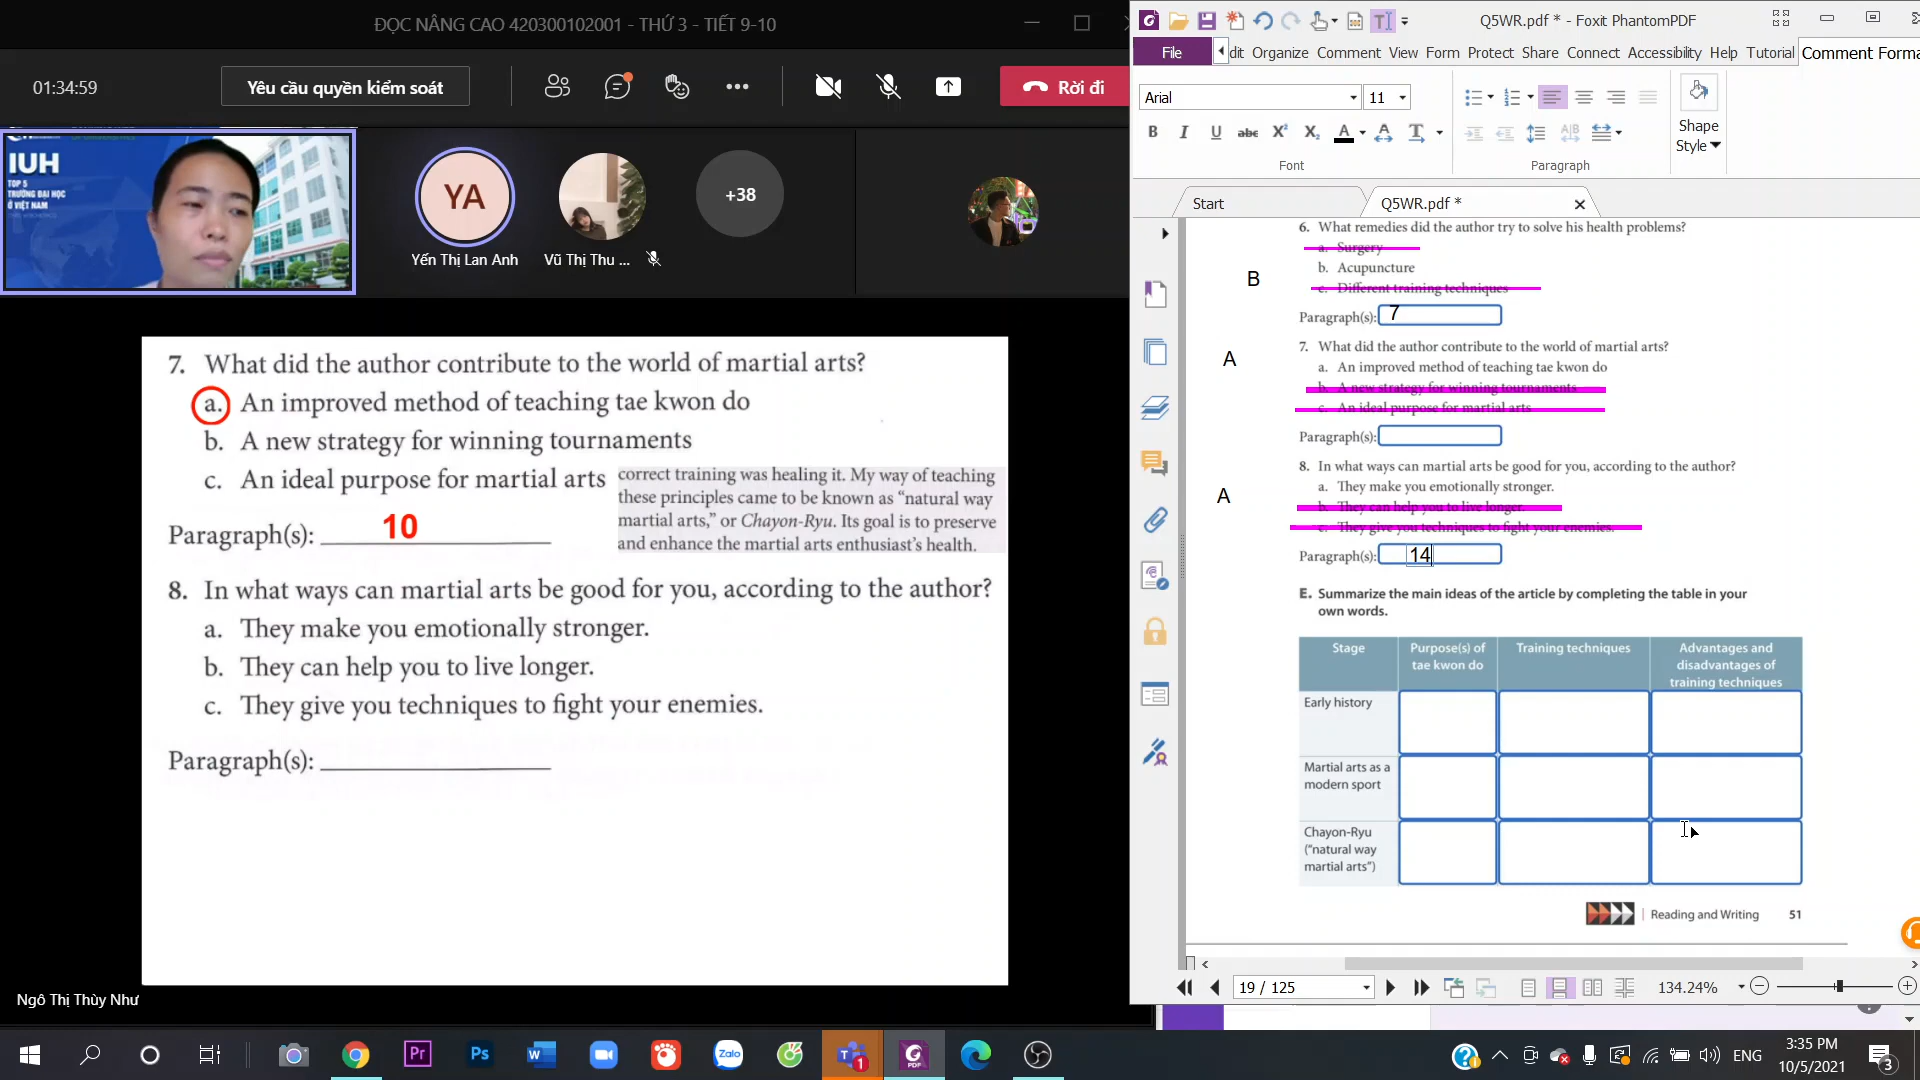 ĐỌC NÂNG CAO 420300102001 - THỨ 3 - TIẾT 9-10
01:34:59
Yêu cầu quyền kiểm soát
Rời đi
IUH
TOP 5
TRƯỜNG ĐẠI HỌC
Ở VIỆT NAM
YA
+38
Yến Thị Lan Anh
Vũ Thị Thu ...
7. What did the author contribute to the world of martial arts?
a. An improved method of teaching tae kwon do
b. A new strategy for winning tournaments
c. An ideal purpose for martial arts
correct training was healing it. My way of teaching
these principles came to be known as “natural way
martial arts,” or Chayon-Ryu. Its goal is to preserve
and enhance the martial arts enthusiast’s health.
Paragraph(s): 10
8. In what ways can martial arts be good for you, according to the author?
a. They make you emotionally stronger.
b. They can help you to live longer.
c. They give you techniques to fight your enemies.
Paragraph(s):
Ngô Thị Thùy Như
Q5WR.pdf * - Foxit PhantomPDF
File dit Organize Comment View Form Protect Share Connect Accessibility Help Tutorial Comment Forma
Arial 11
B I U abc X² X₂ A A T
Font
Paragraph
Shape
Style
Start
Q5WR.pdf *
6. What remedies did the author try to solve his health problems?
a. Surgery
b. Acupuncture
B
c. Different training techniques
Paragraph(s): 7
7. What did the author contribute to the world of martial arts?
A
a. An improved method of teaching tae kwon do
b. A new strategy for winning tournaments
c. An ideal purpose for martial arts
Paragraph(s):
8. In what ways can martial arts be good for you, according to the author?
a. They make you emotionally stronger.
A
b. They can help you to live longer.
c. They give you techniques to fight your enemies.
Paragraph(s): 14
E. Summarize the main ideas of the article by completing the table in your
own words.
Stage
Purpose(s) of
tae kwon do
Training techniques
Advantages and
disadvantages of
training techniques
Early history
Martial arts as a
modern sport
Chayon-Ryu
(“natural way
martial arts”)
Reading and Writing 51
19 / 125
134.24%
Pr
Ps
Zalo
1
PDF
ENG
3:35 PM
10/5/2021
3